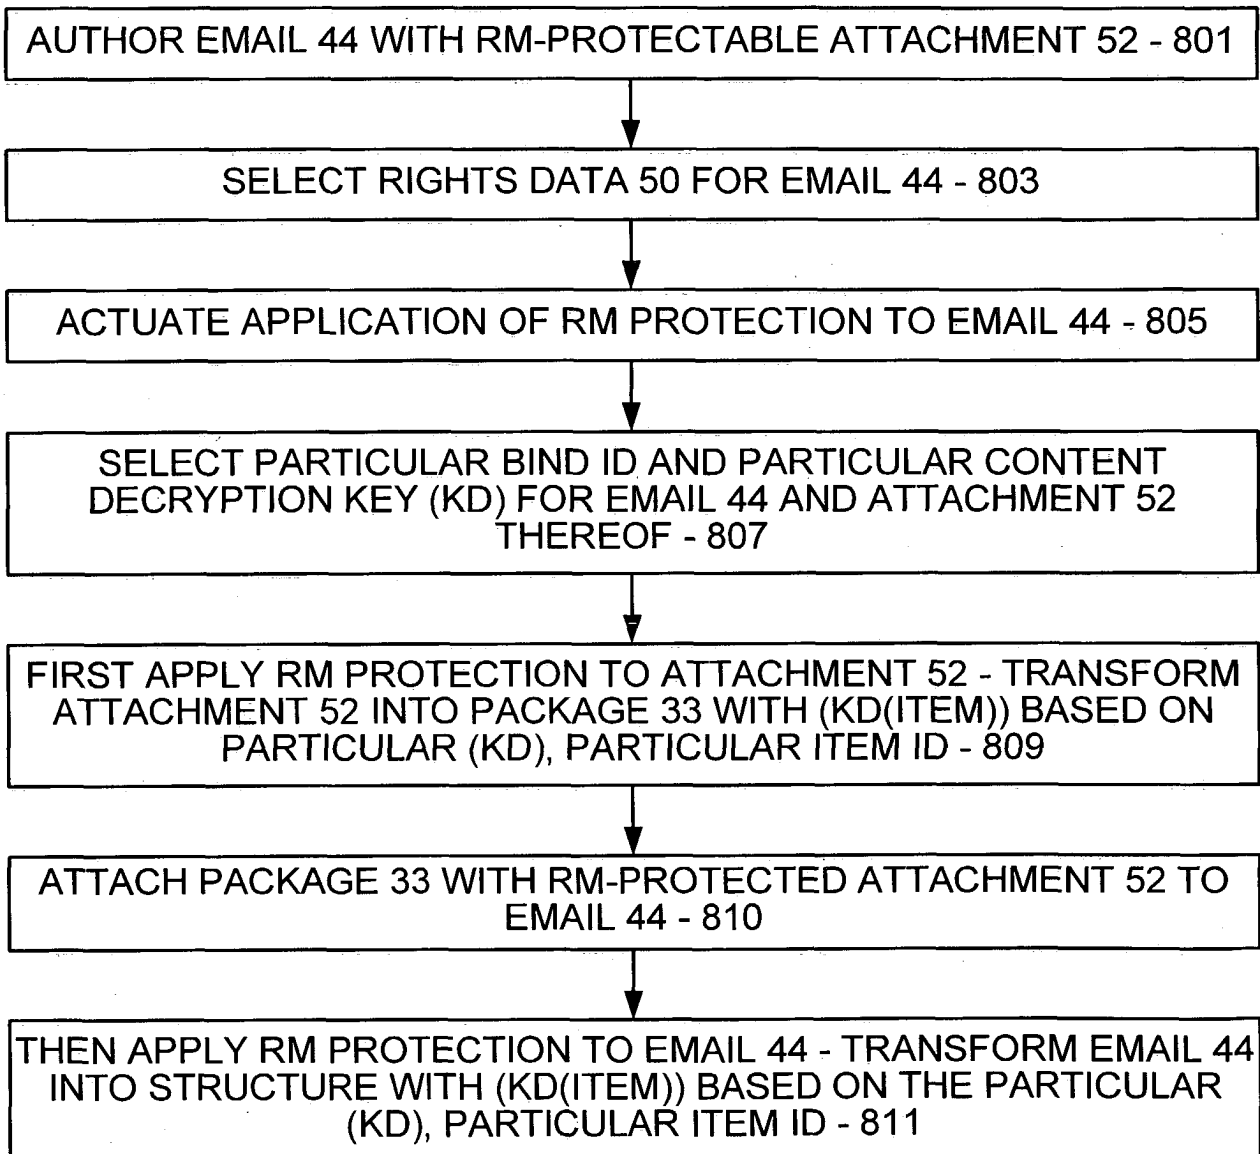 AUTHOR EMAIL 44 WITH RM-PROTECTABLE ATTACHMENT 52 - 801
SELECT RIGHTS DATA 50 FOR EMAIL 44 - 803
ACTUATE APPLICATION OF RM PROTECTION TO EMAIL 44 - 805
SELECT PARTICULAR BIND ID AND PARTICULAR CONTENT
DECRYPTION KEY (KD) FOR EMAIL 44 AND ATTACHMENT 52
THEREOF - 807
FIRST APPLY RM PROTECTION TO ATTACHMENT 52 - TRANSFORM
ATTACHMENT 52 INTO PACKAGE 33 WITH (KD(ITEM)) BASED ON
PARTICULAR (KD), PARTICULAR ITEM ID - 809
ATTACH PACKAGE 33 WITH RM-PROTECTED ATTACHMENT 52 TO
EMAIL 44 - 810
THEN APPLY RM PROTECTION TO EMAIL 44 - TRANSFORM EMAIL 44
INTO STRUCTURE WITH (KD(ITEM)) BASED ON THE PARTICULAR
(KD), PARTICULAR ITEM ID - 811